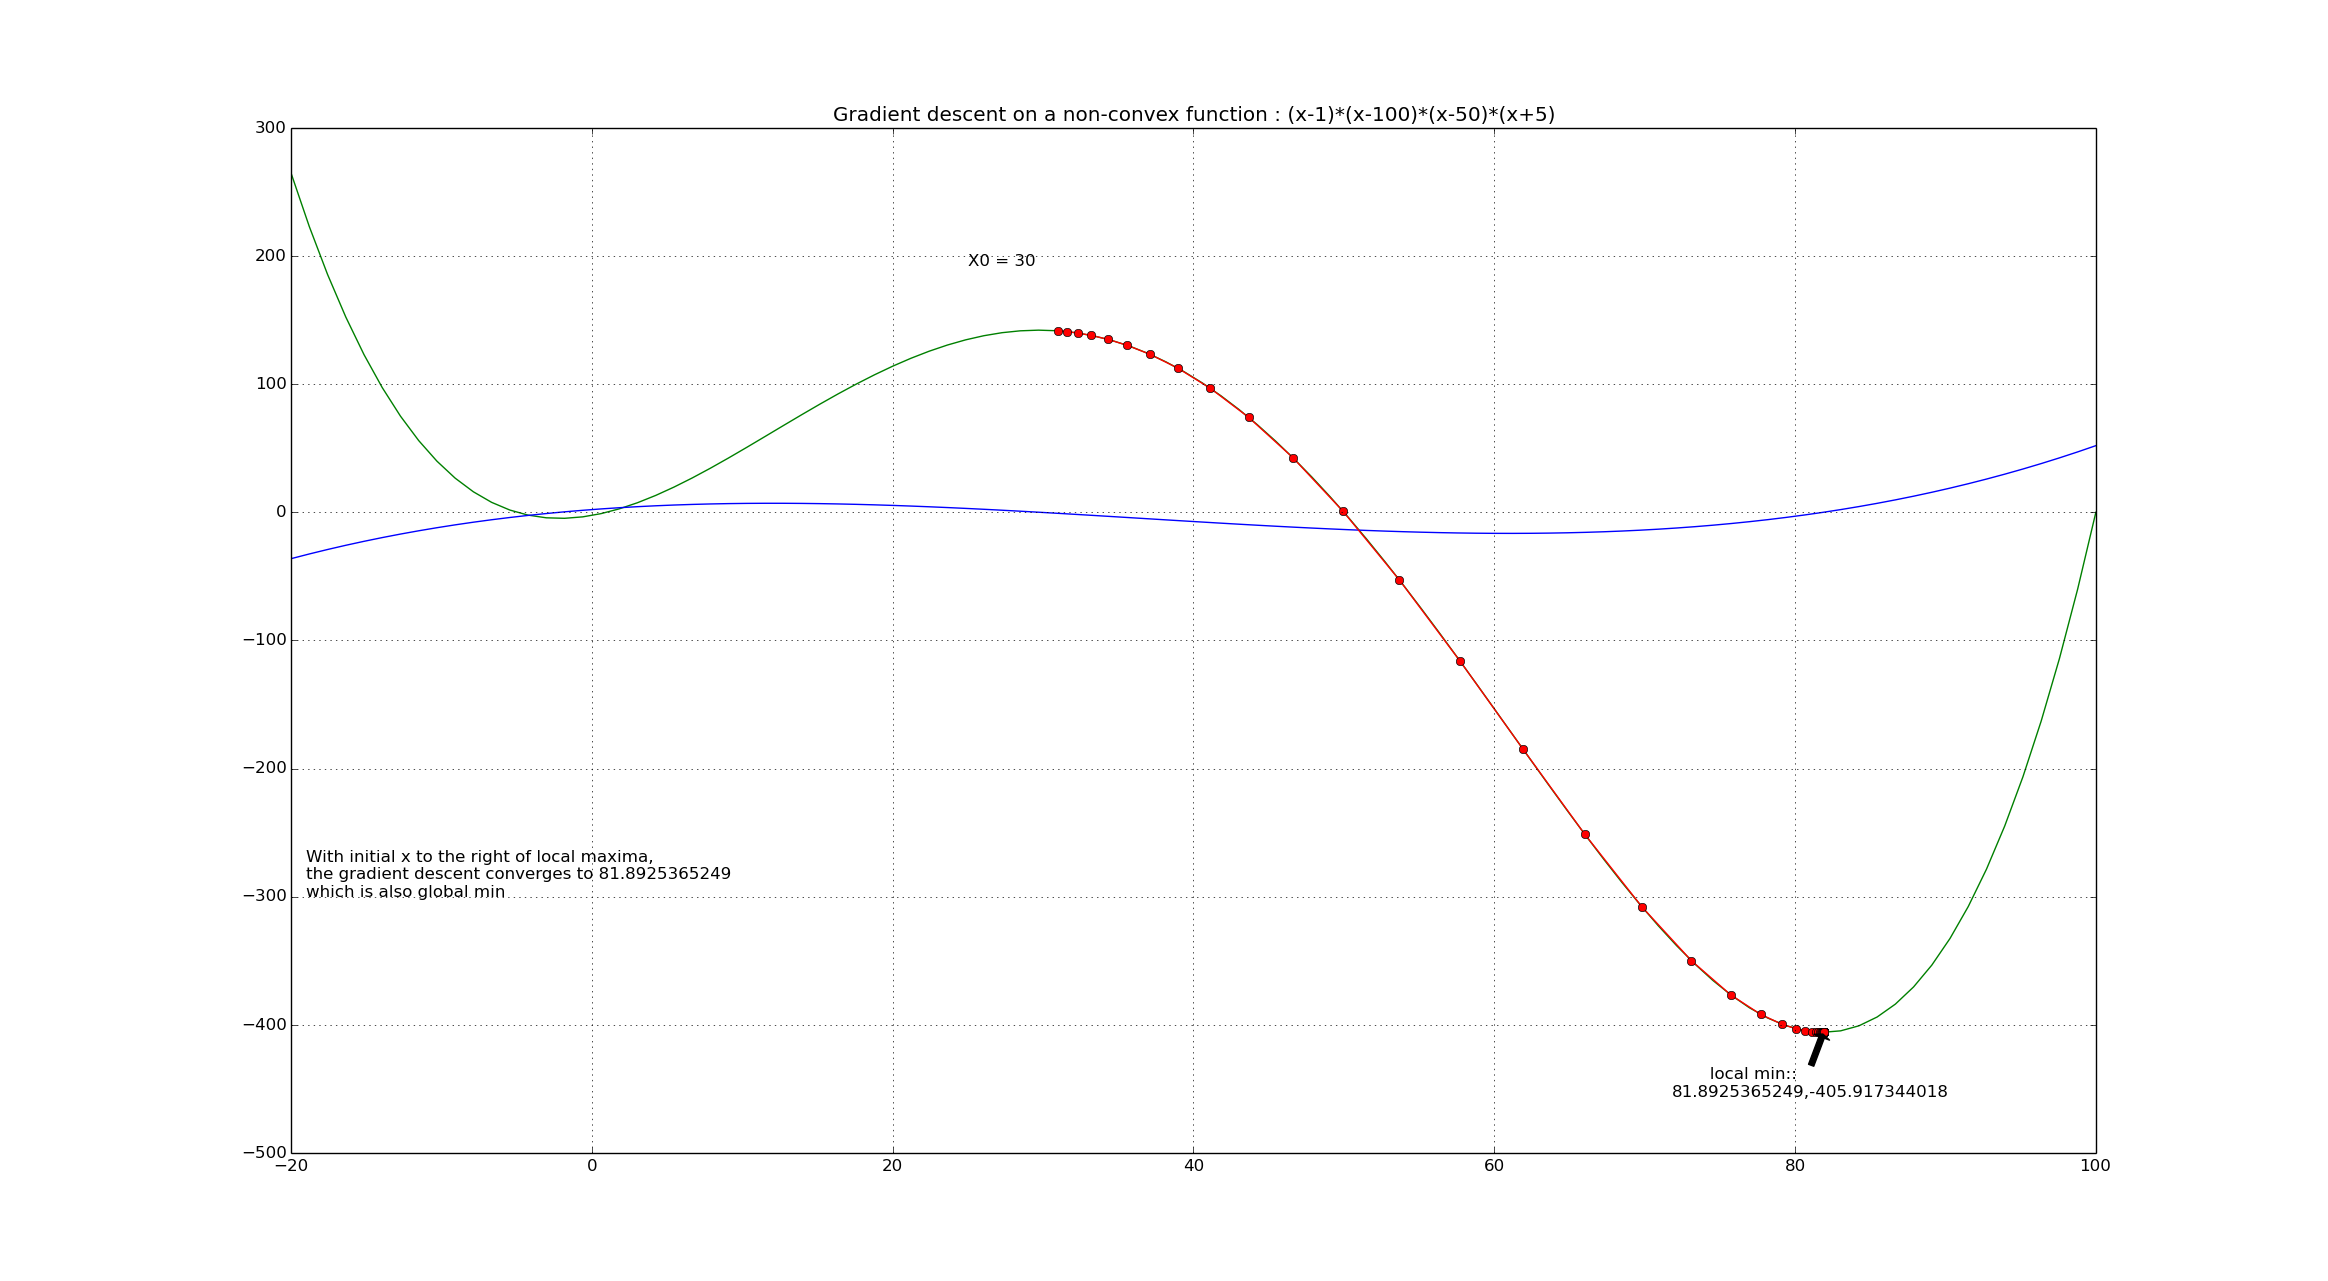 Gradient descent on a non-convex function : (x-1)*(x-100)*(x-50)*(x+5)
300
200
100
0
−100
−200
−300
−400
−500
X0 = 30
With initial x to the right of local maxima,
the gradient descent converges to 81.8925365249
which is also global min
local min::
81.8925365249,-405.917344018
−20 0 20 40 60 80 100